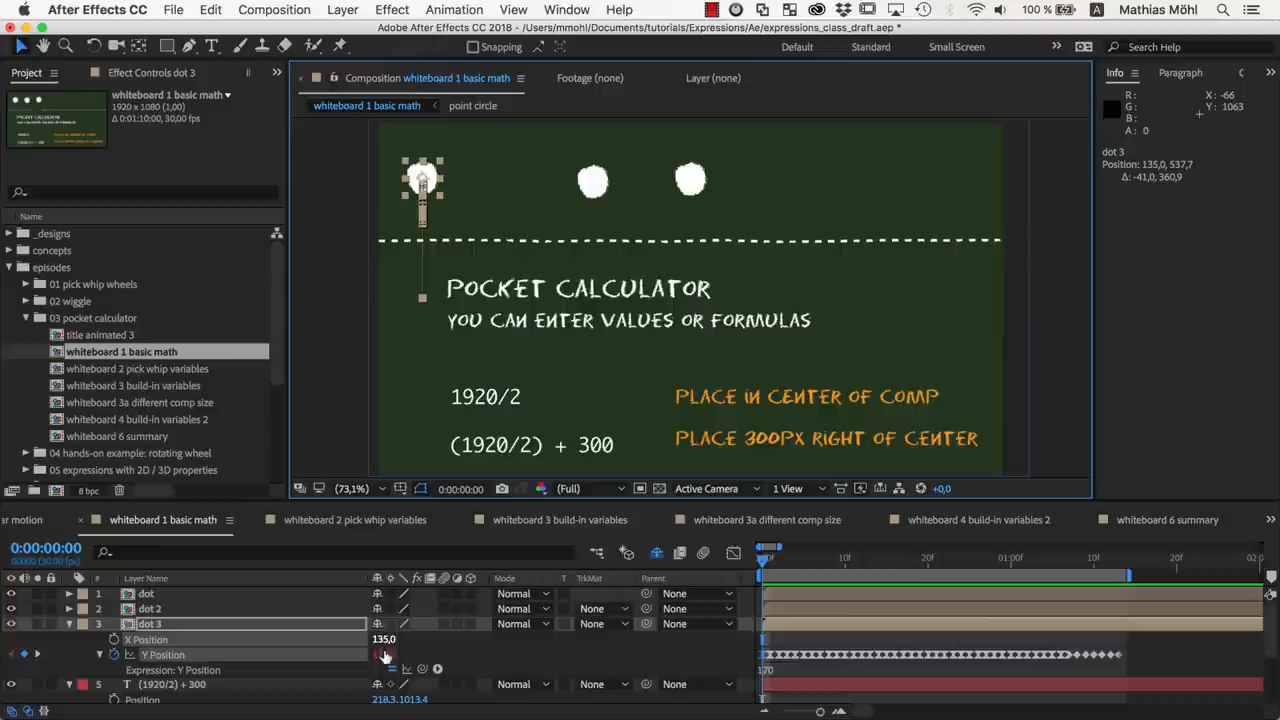 After Effects CC File Edit Composition Layer Effect Animation View Window Help 100 % Mathias Möhl
Adobe After Effects CC 2018 - /Users/mmohl/Documents/tutorials/Expressions/Ae/expressions_class_draft.aep *
Snapping Default Standard Small Screen Search Help
Project Effect Controls dot 3 Composition whiteboard 1 basic math Footage (none) Layer (none) Info Paragraph
whiteboard 1 basic math
1920 x 1080 (1,00)
Δ 0:01:10:00, 30,00 fps
whiteboard 1 basic math point circle
R: X: -66
G: Y: 1063
B:
A: 0
dot 3
Position: 135,0, 537,7
Δ: -41,0, 360,9
Name
_designs
concepts
episodes
01 pick whip wheels
02 wiggle
03 pocket calculator
title animated 3
whiteboard 1 basic math
whiteboard 2 pick whip variables
whiteboard 3 build-in variables
whiteboard 3a different comp size
whiteboard 4 build-in variables 2
whiteboard 6 summary
04 hands-on example: rotating wheel
05 expressions with 2D / 3D properties
8 bpc
POCKET CALCULATOR
YOU CAN ENTER VALUES OR FORMULAS
1920/2 PLACE IN CENTER OF COMP
(1920/2) + 300 PLACE 300PX RIGHT OF CENTER
(73,1%) 0:00:00:00 (Full) Active Camera 1 View +0,0
ar motion whiteboard 1 basic math whiteboard 2 pick whip variables whiteboard 3 build-in variables whiteboard 3a different comp size whiteboard 4 build-in variables 2 whiteboard 6 summary
0:00:00:00
00000 (30.00 fps)
10f 20f 01:00f 10f 20f 02:0
# Layer Name Mode T TrkMat Parent
1 dot Normal None
2 dot 2 Normal None None
3 dot 3 Normal None None
X Position 135,0
Y Position
Expression: Y Position 170
5 T (1920/2) + 300 Normal None None
Position 218,3,1013,4